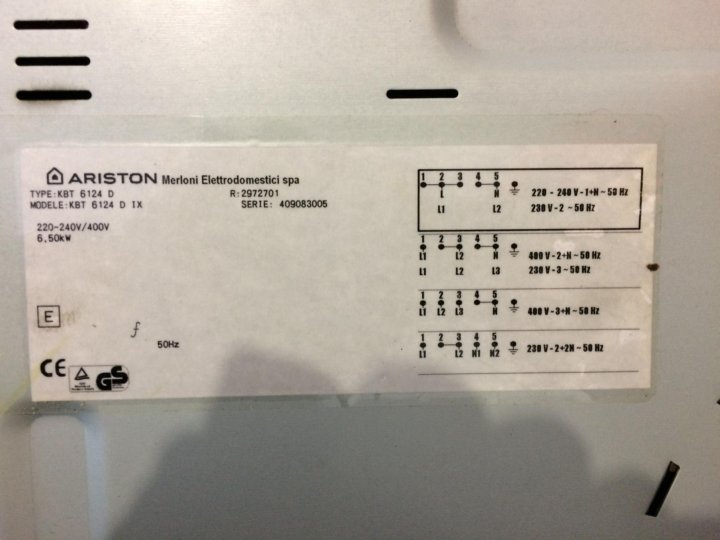 ARISTON Merloni Elettrodomestici spa
TYPE:KBT 6124 D R:2972701
MODELE:KBT 6124 D IX SERIE: 409083005
220-240V/400V
6,50kW
E
f
50Hz
CE
GS
1 2 3 4 5
L N 220 - 240 V - 1+N ~ 50 Hz
L1 L2 230 V - 2 ~ 50 Hz
1 2 3 4 5
L1 L2 N 400 V - 2+N ~ 50 Hz
L1 L2 L3 230 V - 3 ~ 50 Hz
1 2 3 4 5
L1 L2 L3 N 400 V - 3+N ~ 50 Hz
1 2 3 4 5
L1 L2 N1 N2 230 V - 2+2N ~ 50 Hz